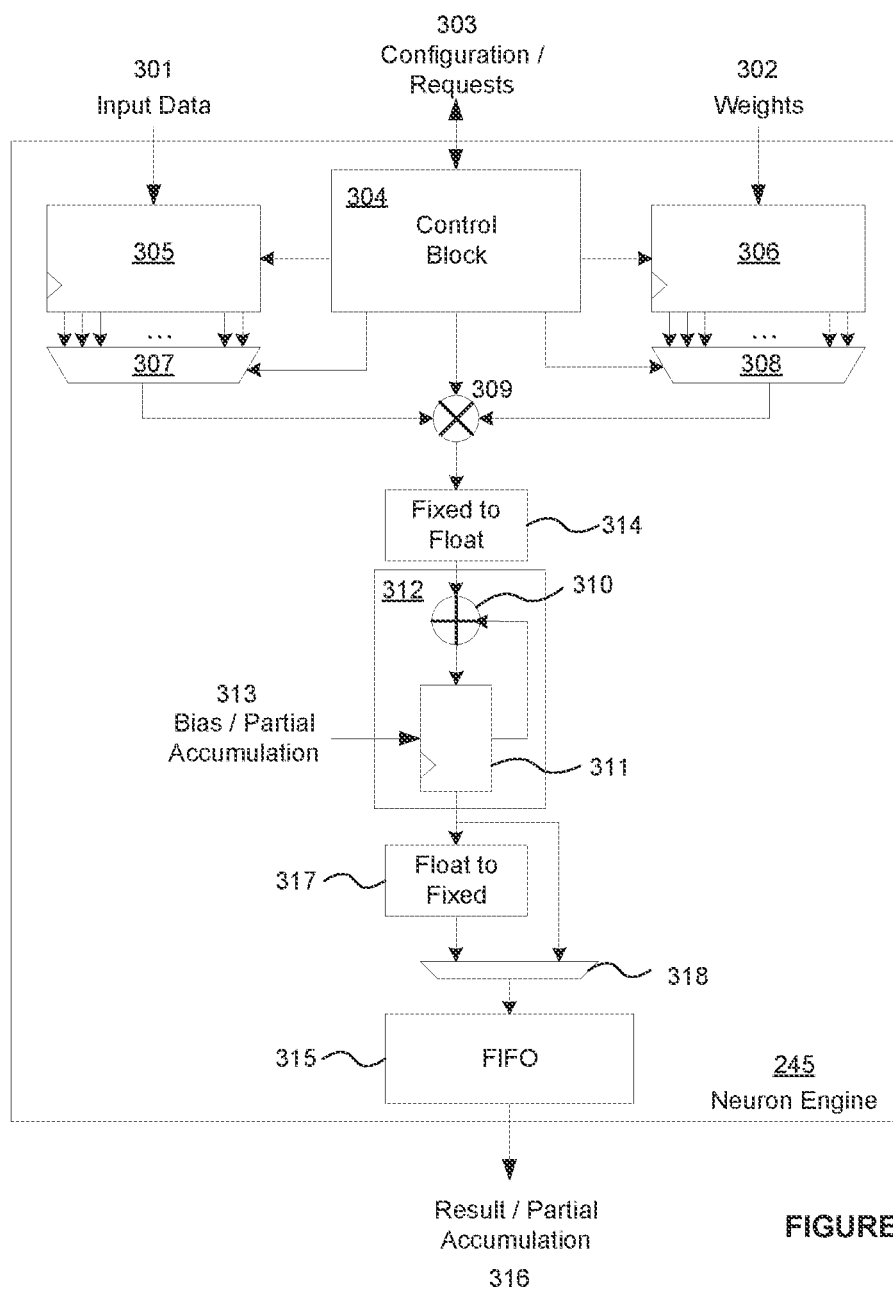 303
Configuration /
Requests
301
Input Data
302
Weights
304
Control
Block
305
306
...
...
307
308
309
Fixed to
Float
314
312
310
313
Bias / Partial
Accumulation
311
317
Float to
Fixed
318
315
FIFO
245
Neuron Engine
Result / Partial
Accumulation
316
FIGURE